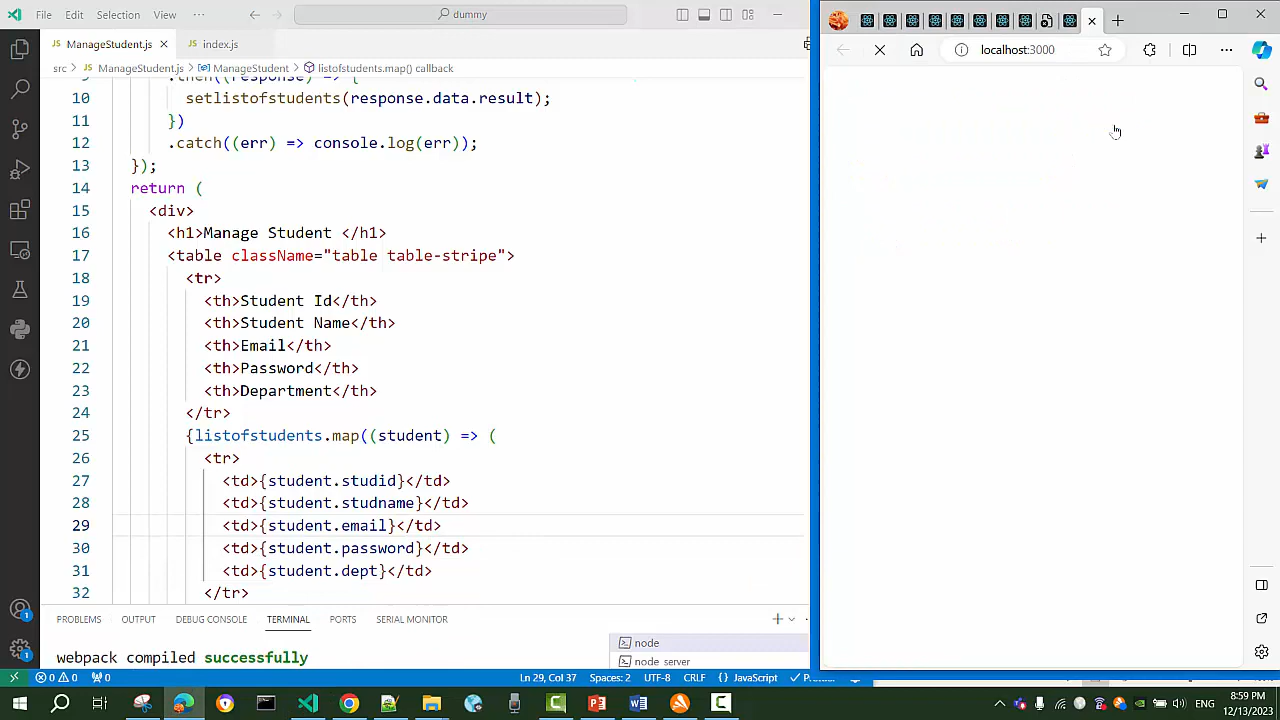 File Edit Selection View ··· dummy
ManageStudent.js index.js
src > ManageStudent.js > ManageStudent > listofstudents.map() callback
10 setlistofstudents(response.data.result);
11 })
12 .catch((err) => console.log(err));
13 });
14 return (
15 <div>
16 <h1>Manage Student </h1>
17 <table className="table table-stripe">
18 <tr>
19 <th>Student Id</th>
20 <th>Student Name</th>
21 <th>Email</th>
22 <th>Password</th>
23 <th>Department</th>
24 </tr>
25 {listofstudents.map((student) => (
26 <tr>
27 <td>{student.studid}</td>
28 <td>{student.studname}</td>
29 <td>{student.email}</td>
30 <td>{student.password}</td>
31 <td>{student.dept}</td>
32 </tr>
PROBLEMS OUTPUT DEBUG CONSOLE TERMINAL PORTS SERIAL MONITOR
webpack compiled successfully
node
node server
0 0 0 Ln 29, Col 37 Spaces: 2 UTF-8 CRLF {} JavaScript
localhost:3000
ENG 8:59 PM
12/13/2023